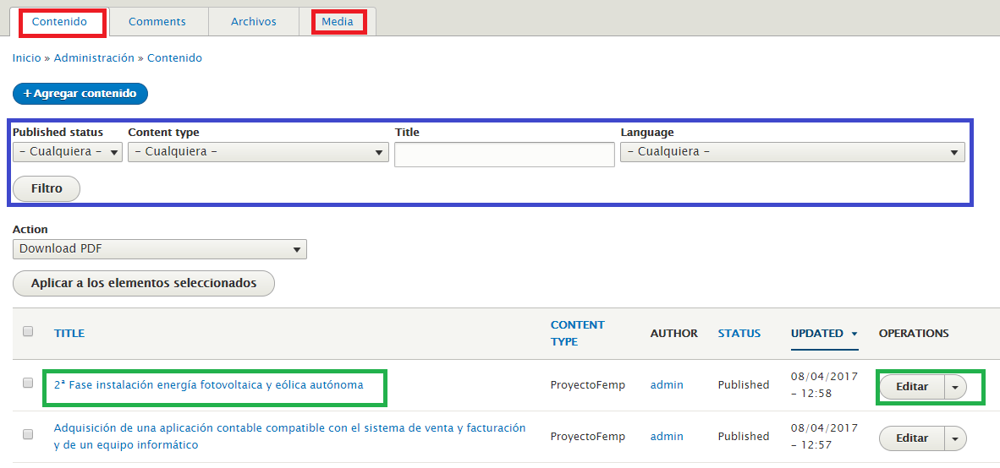 Contenido Comments Archivos Media
Inicio » Administración » Contenido
+ Agregar contenido
Published status Content type Title Language
- Cualquiera - - Cualquiera - - Cualquiera -
Filtro
Action
Download PDF
Aplicar a los elementos seleccionados
TITLE CONTENT TYPE AUTHOR STATUS UPDATED OPERATIONS
2ª Fase instalación energía fotovoltaica y eólica autónoma ProyectoFemp admin Published 08/04/2017 - 12:58 Editar
Adquisición de una aplicación contable compatible con el sistema de venta y facturación
y de un equipo informático ProyectoFemp admin Published 08/04/2017 - 12:57 Editar